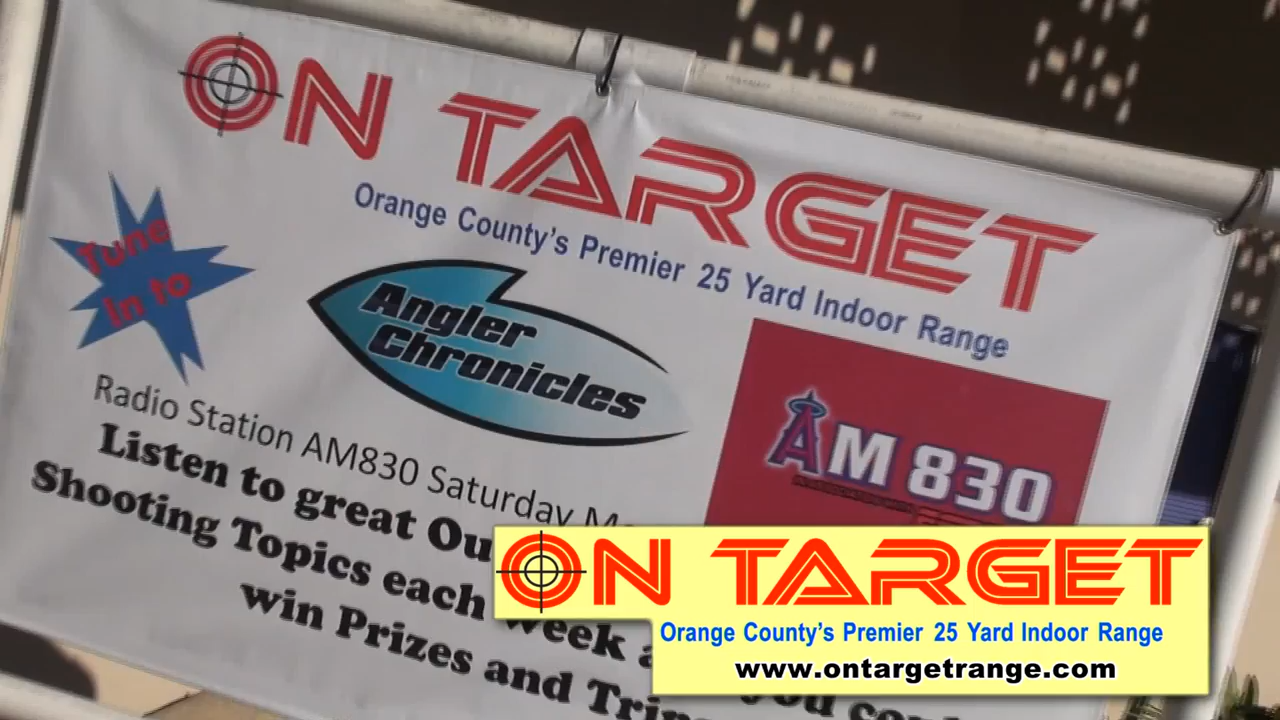 ON TARGET
Orange County's Premier 25 Yard Indoor Range
Tune
In to
Angler
Chronicles
AM 830
Radio Station AM830 Saturday
Listen to great
Shooting Topics each week
win Prizes and
you
ON TARGET
Orange County's Premier 25 Yard Indoor Range
www.ontargetrange.com